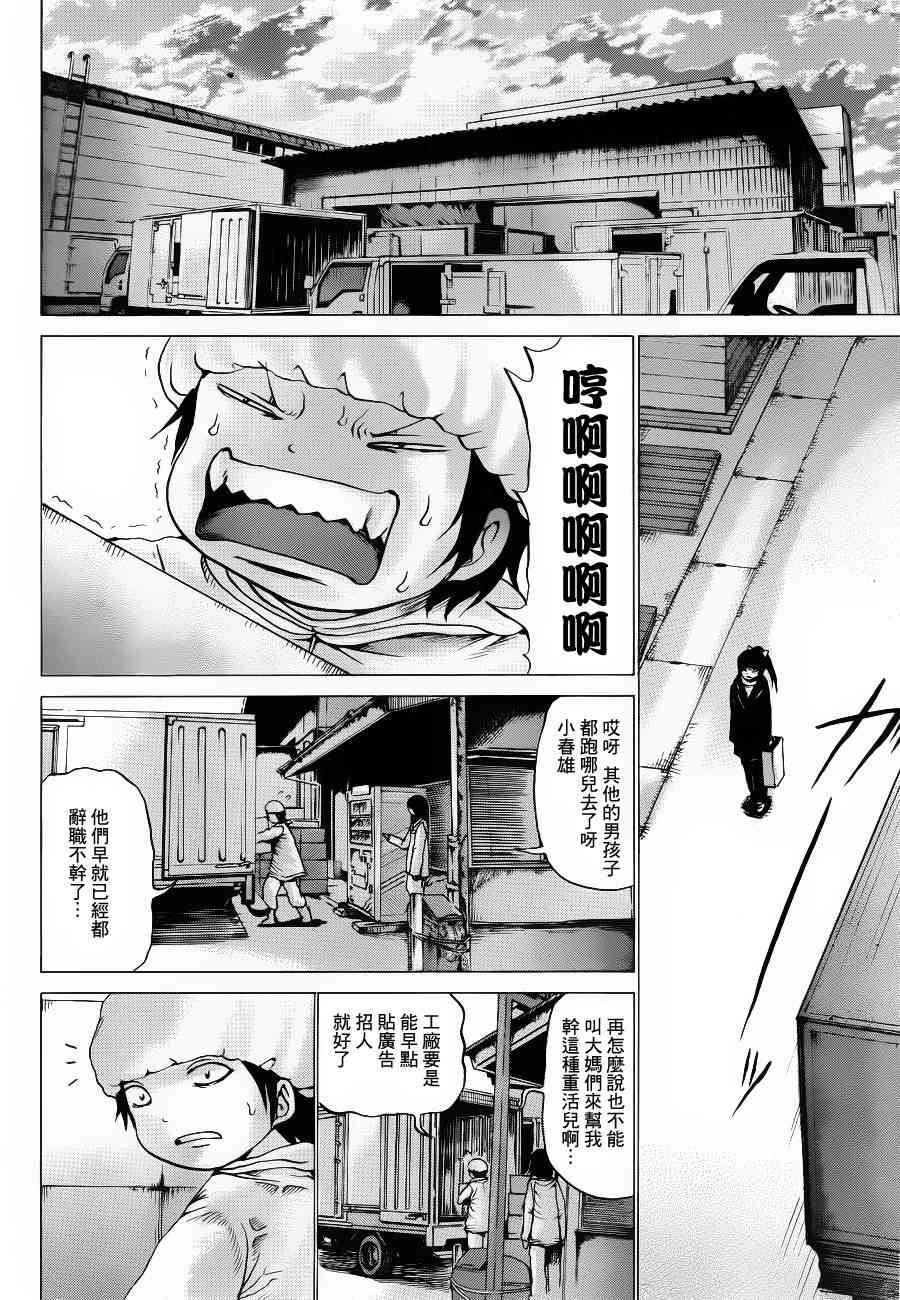 哼啊啊啊啊啊
哎呀 其他的男孩子
都跑哪兒去了呀
小春雄
他們早就已經都
辭職不幹了…
再怎麼說也不能
叫大媽們來幫我
幹這種重活兒啊…
工廠要是
能早點
貼廣告
招人
就好了
カ